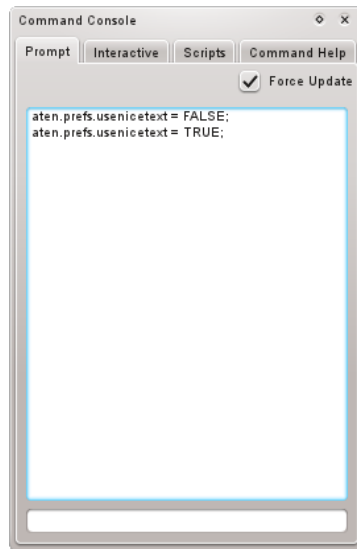 Command Console
Prompt Interactive Scripts Command Help
Force Update
aten.prefs.usenicetext = FALSE;
aten.prefs.usenicetext = TRUE;